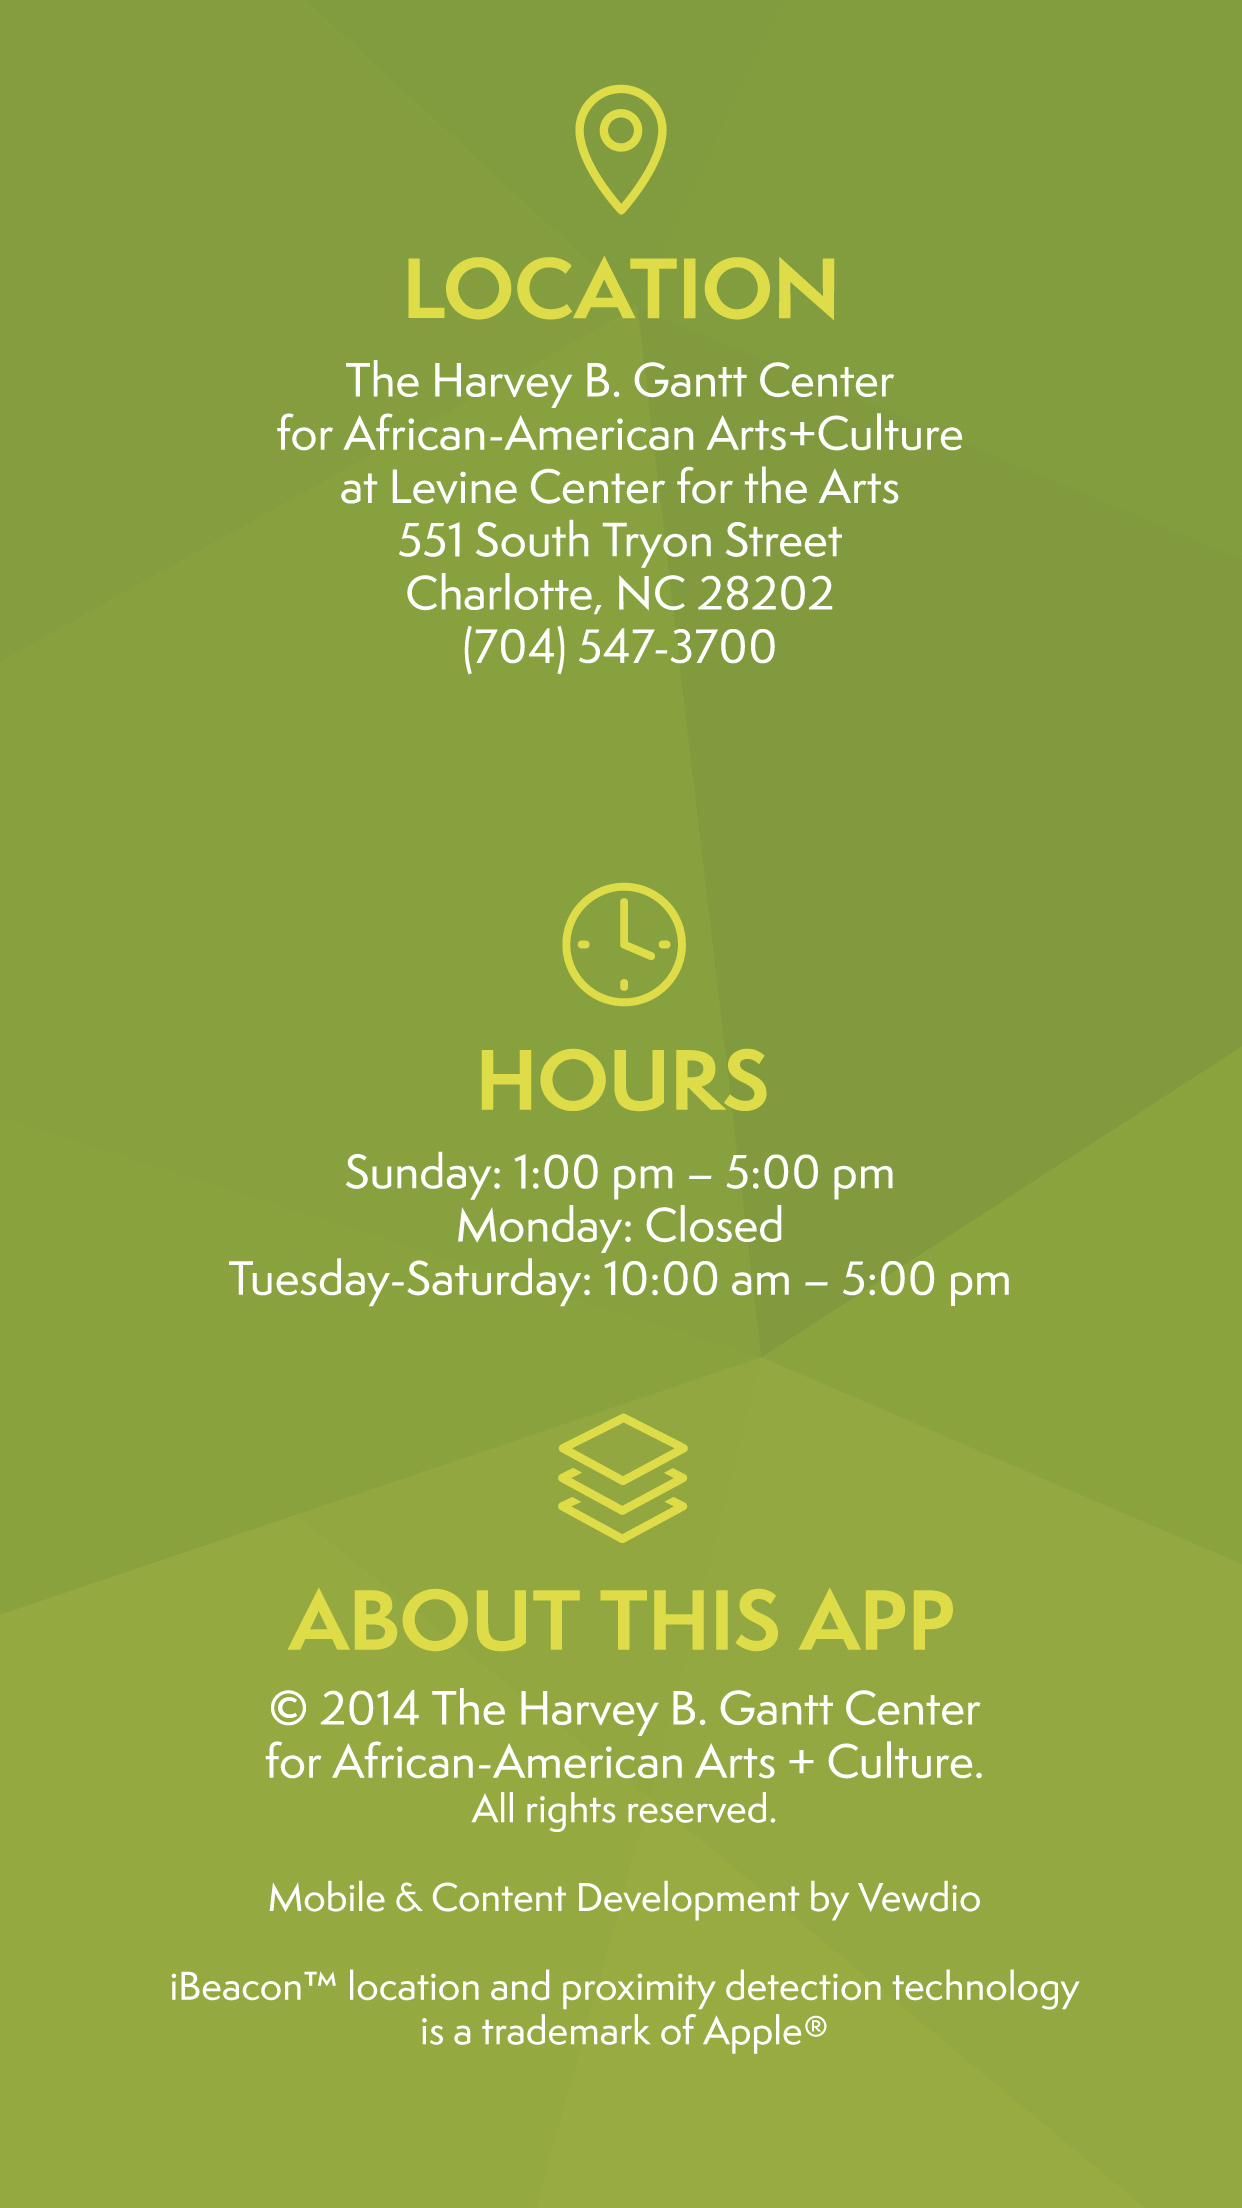 LOCATION
The Harvey B. Gantt Center
for African-American Arts+Culture
at Levine Center for the Arts
551 South Tryon Street
Charlotte, NC 28202
(704) 547-3700
HOURS
Sunday: 1:00 pm – 5:00 pm
Monday: Closed
Tuesday-Saturday: 10:00 am – 5:00 pm
ABOUT THIS APP
© 2014 The Harvey B. Gantt Center
for African-American Arts + Culture.
All rights reserved.
Mobile & Content Development by Vewdio
iBeacon™ location and proximity detection technology
is a trademark of Apple®